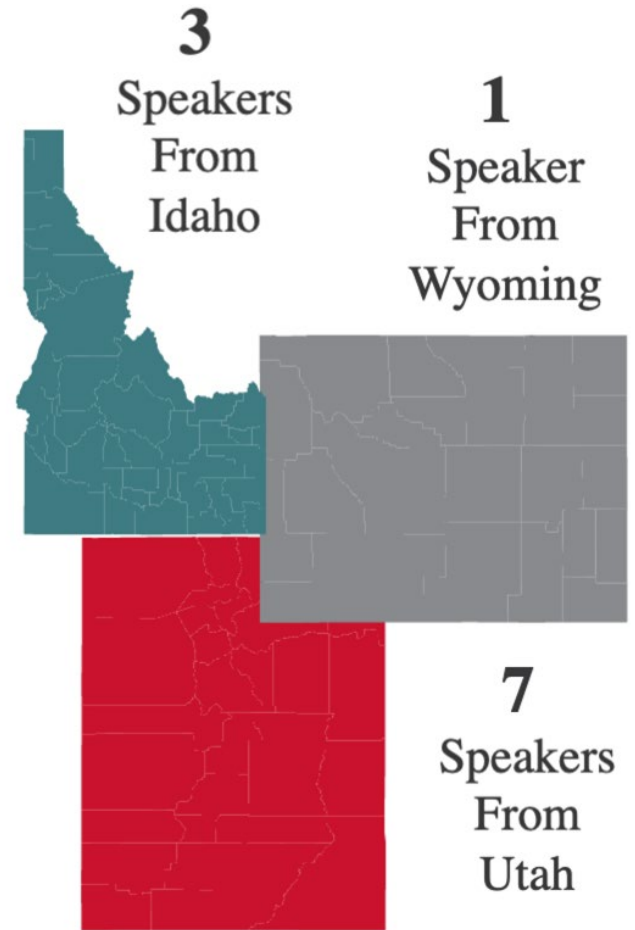 3
Speakers
From
Idaho
1
Speaker
From
Wyoming
7
Speakers
From
Utah